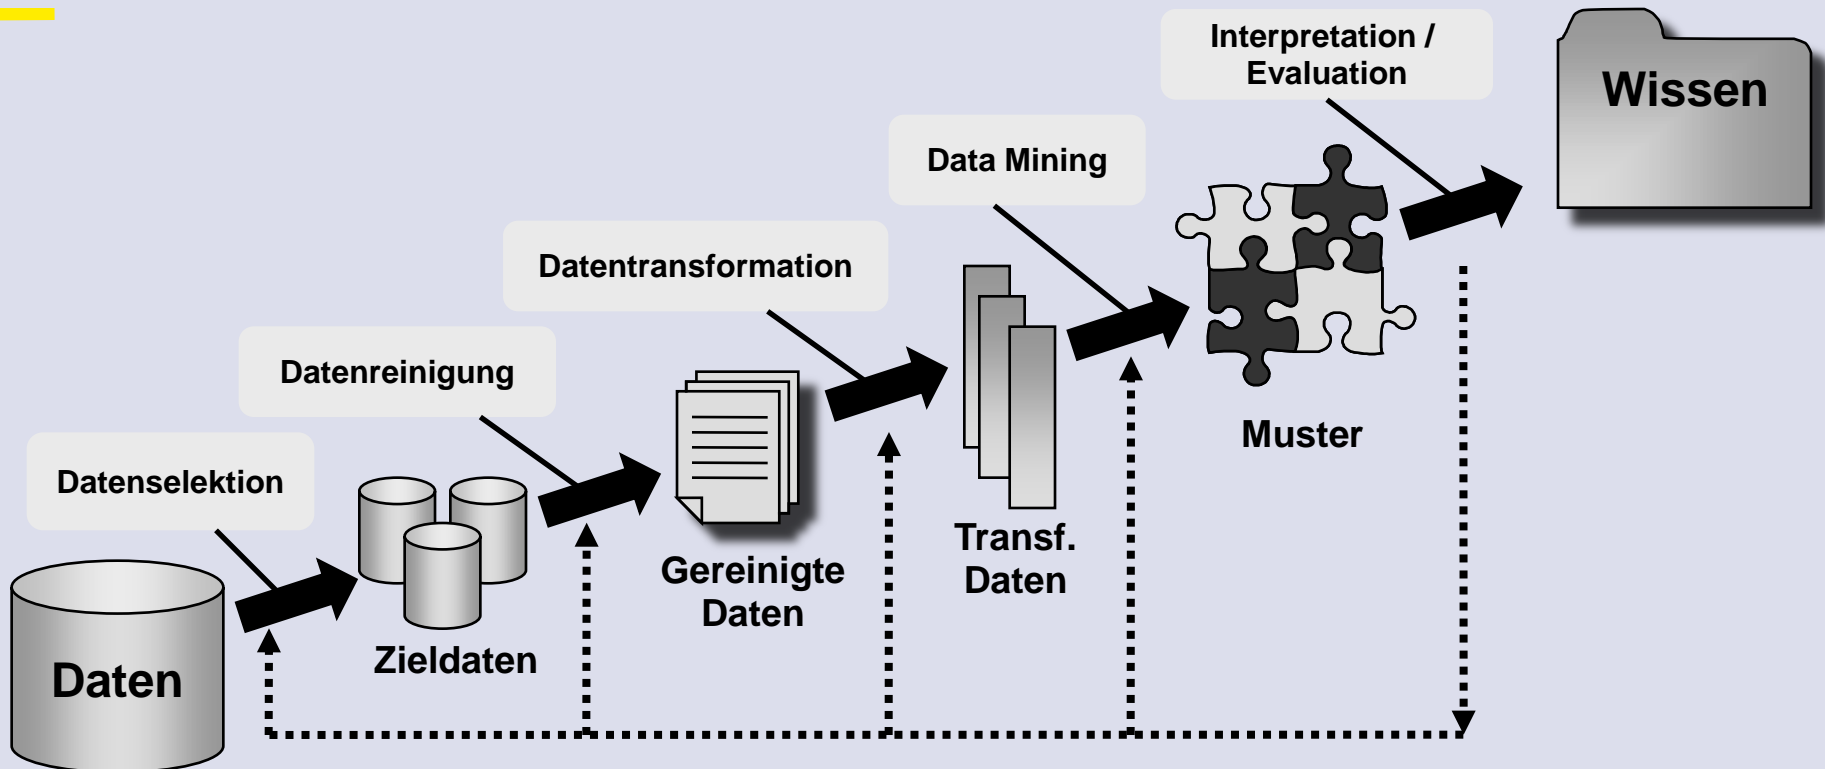 Interpretation /
Evaluation
Wissen
Data Mining
Datentransformation
Datenreinigung
Muster
Datenselektion
Transf.
Daten
Gereinigte
Daten
Zieldaten
Daten